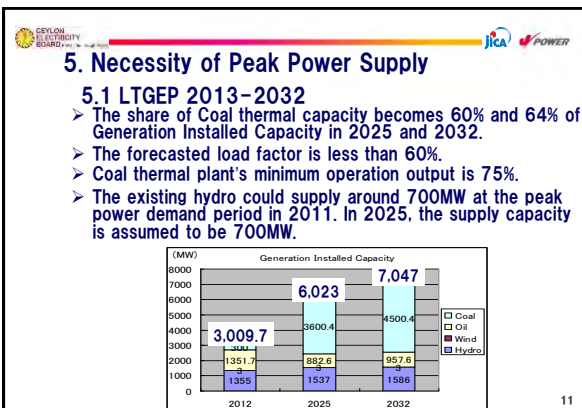 CEYLON
ELECTRICITY
BOARD
jICA
POWER
5. Necessity of Peak Power Supply
5.1 LTGEP 2013-2032
➢ The share of Coal thermal capacity becomes 60% and 64% of
Generation Installed Capacity in 2025 and 2032.
➢ The forecasted load factor is less than 60%.
➢ Coal thermal plant's minimum operation output is 75%.
➢ The existing hydro could supply around 700MW at the peak
power demand period in 2011. In 2025, the supply capacity
is assumed to be 700MW.
(MW)
Generation Installed Capacity
8000
7000
6000
5000
4000
3000
2000
1000
0
3,009.7
6,023
7,047
300
1351.7
3
1355
3600.4
882.6
3
1537
4500.4
957.6
3
1586
2012
2025
2032
Coal
Oil
Wind
Hydro
11